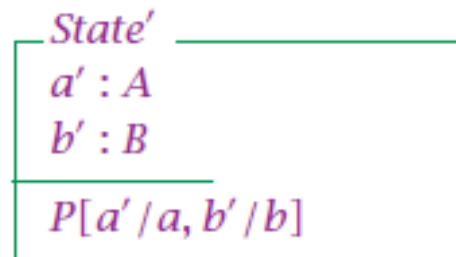 State′
a′ : A
b′ : B
P[a′/a, b′/b]